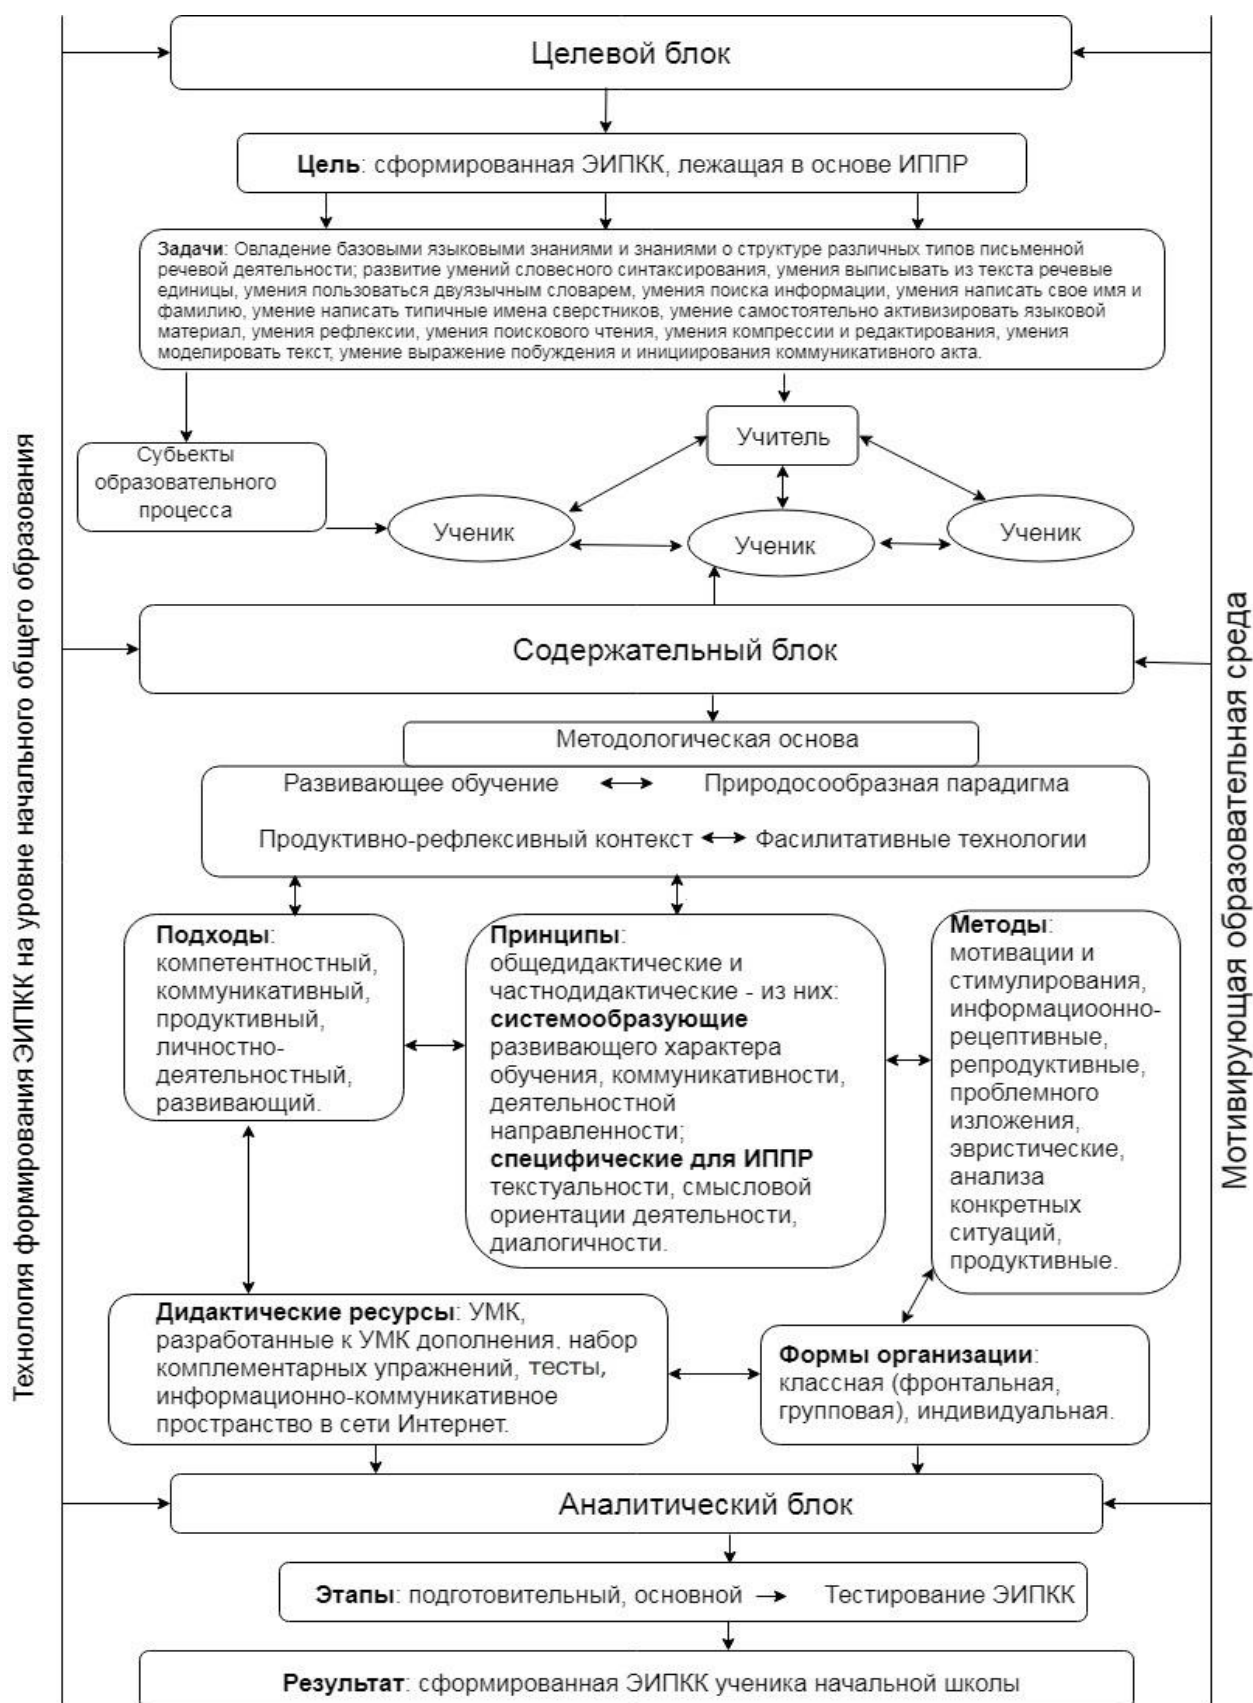 Целевой блок
Цель: сформированная ЭИПКК, лежащая в основе ИППР
Задачи: Овладение базовыми языковыми знаниями и знаниями о структуре различных типов письменной
речевой деятельности; развитие умений словесного синтаксирования, умения выписывать из текста речевые
единицы, умения пользоваться двуязычным словарем, умения поиска информации, умения написать свое имя и
фамилию, умение написать типичные имена сверстников, умение самостоятельно активизировать языковой
материал, умения рефлексии, умения поискового чтения, умения компрессии и редактирования, умения
моделировать текст, умение выражение побуждения и инициирования коммуникативного акта.
Субъекты
образовательного
процесса
Учитель
Ученик
Ученик
Ученик
Содержательный блок
Методологическая основа
Развивающее обучение
Природосообразная парадигма
Продуктивно-рефлексивный контекст
Фасилитативные технологии
Подходы:
компетентностный,
коммуникативный,
продуктивный,
личностно-
деятельностный,
развивающий.
Принципы:
общедидактические и
частнодидактические - из них:
системообразующие
развивающего характера
обучения, коммуникативности,
деятельностной
направленности;
специфические для ИППР
текстуальности, смысловой
ориентации деятельности,
диалогичности.
Методы:
мотивации и
стимулирования,
информациоонно-
рецептивные,
репродуктивные,
проблемного
изложения,
эвристические,
анализа
конкретных
ситуаций,
продуктивные.
Дидактические ресурсы: УМК,
разработанные к УМК дополнения. набор
комплементарных упражнений, тесты,
информационно-коммуникативное
пространство в сети Интернет.
Формы организации:
классная (фронтальная,
групповая), индивидуальная.
Аналитический блок
Этапы: подготовительный, основной → Тестирование ЭИПКК
Результат: сформированная ЭИПКК ученика начальной школы
Технология формирования ЭИПКК на уровне начального общего образования
Мотивирующая образовательная среда